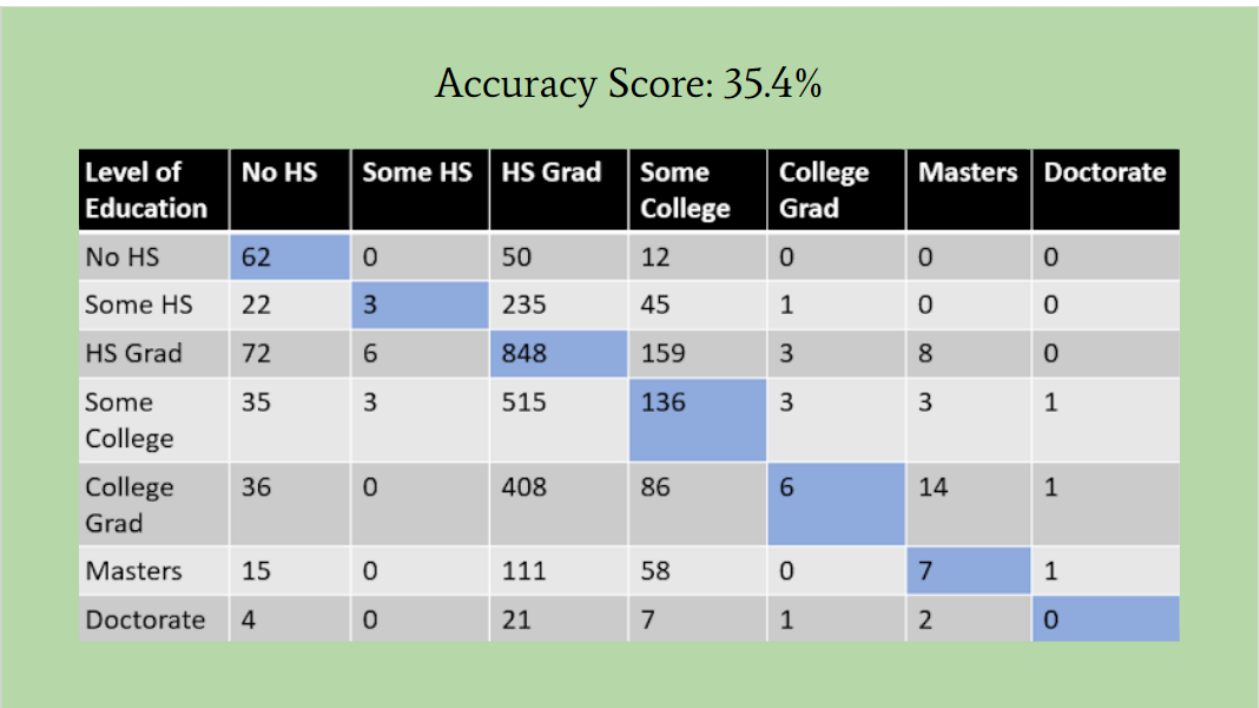 Accuracy Score: 35.4%
Level of Education No HS Some HS HS Grad Some College College Grad Masters Doctorate
No HS 62 0 50 12 0 0 0
Some HS 22 3 235 45 1 0 0
HS Grad 72 6 848 159 3 8 0
Some College 35 3 515 136 3 3 1
College Grad 36 0 408 86 6 14 1
Masters 15 0 111 58 0 7 1
Doctorate 4 0 21 7 1 2 0